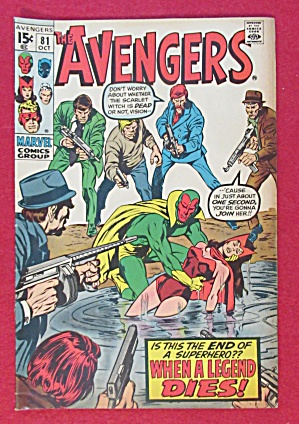 AVENGERS
15¢
81
OCT
THE
AVENGERS
MARVEL
COMICS
GROUP
DON'T WORRY
ABOUT WHETHER
THE SCARLET
WITCH IS DEAD
OR NOT, VISION--
--'CAUSE
IN JUST ABOUT
ONE SECOND,
YOU'RE GONNA
JOIN HER!!
IS THIS THE END OF
A SUPERHERO??
WHEN A LEGEND
DIES!